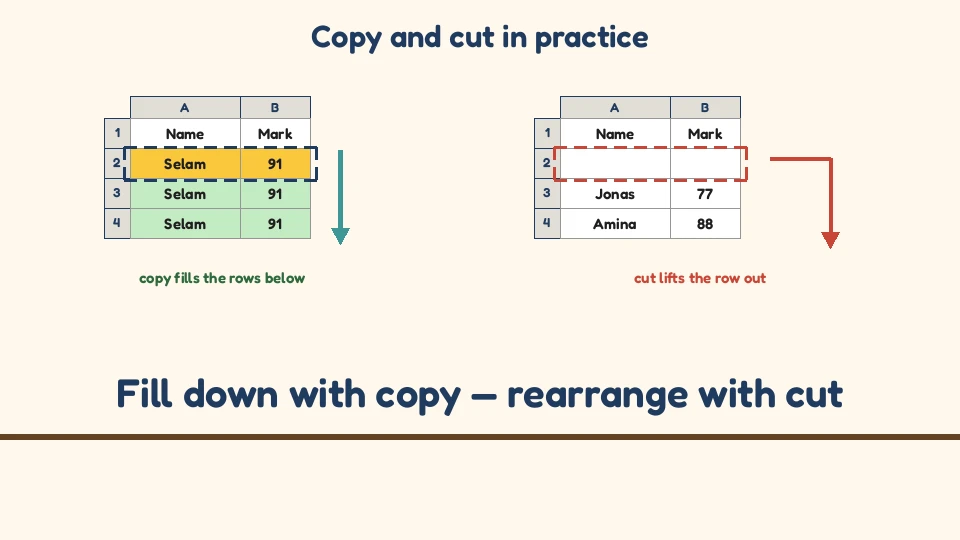 Copy and cut in practice
A B
1 Name Mark
2 Selam 91
3 Selam 91
4 Selam 91
copy fills the rows below
A B
1 Name Mark
2
3 Jonas 77
4 Amina 88
cut lifts the row out
Fill down with copy — rearrange with cut